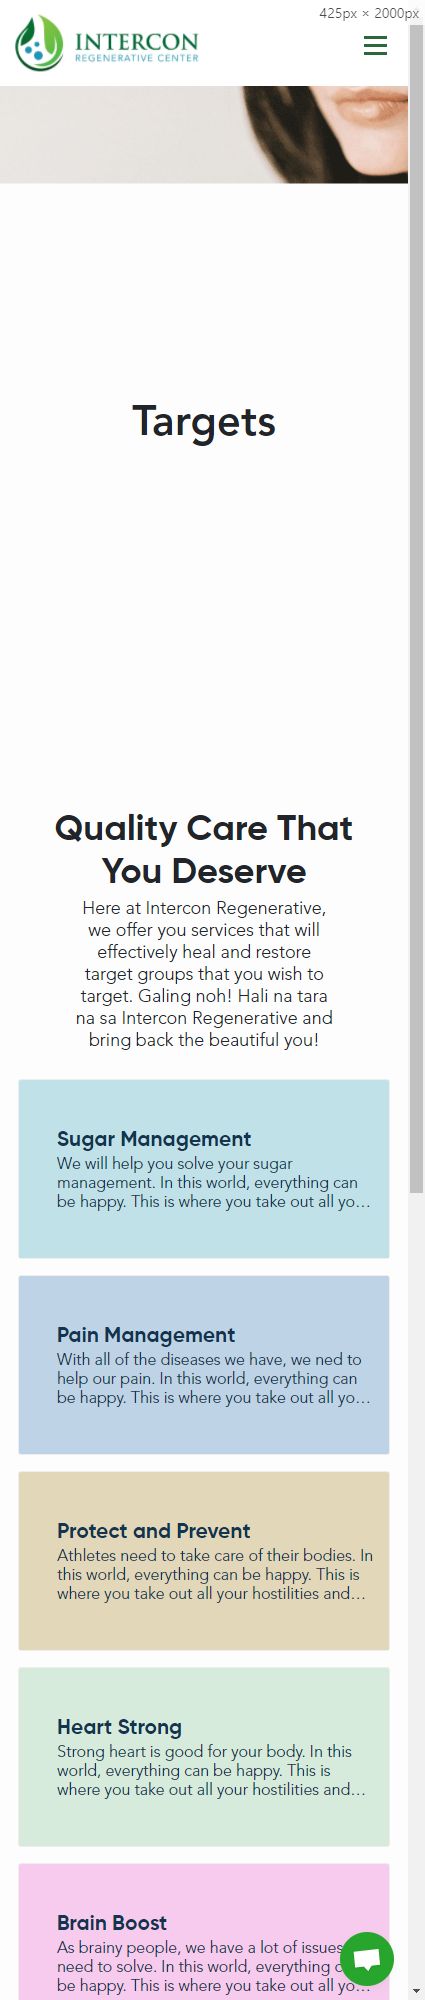 425px × 2000px
INTERCON
REGENERATIVE CENTER
Targets
Quality Care That
You Deserve
Here at Intercon Regenerative,
we offer you services that will
effectively heal and restore
target groups that you wish to
target. Galing noh! Hali na tara
na sa Intercon Regenerative and
bring back the beautiful you!
Sugar Management
We will help you solve your sugar
management. In this world, everything can
be happy. This is where you take out all yo...
Pain Management
With all of the diseases we have, we ned to
help our pain. In this world, everything can
be happy. This is where you take out all yo...
Protect and Prevent
Athletes need to take care of their bodies. In
this world, everything can be happy. This is
where you take out all your hostilities and...
Heart Strong
Strong heart is good for your body. In this
world, everything can be happy. This is
where you take out all your hostilities and...
Brain Boost
As brainy people, we have a lot of issues
need to solve. In this world, everything
be happy. This is where you take out all yo...